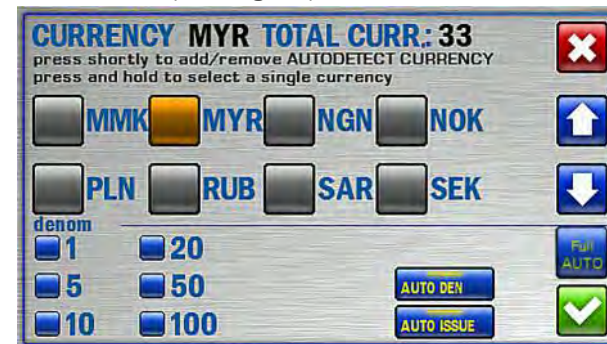 CURRENCY MYR TOTAL CURR.: 33
press shortly to add/remove AUTODETECT CURRENCY
press and hold to select a single currency
MMK MYR NGN NOK
PLN RUB SAR SEK
denom
1 20
Full AUTO
5 50 AUTO DEN
10 100 AUTO ISSUE